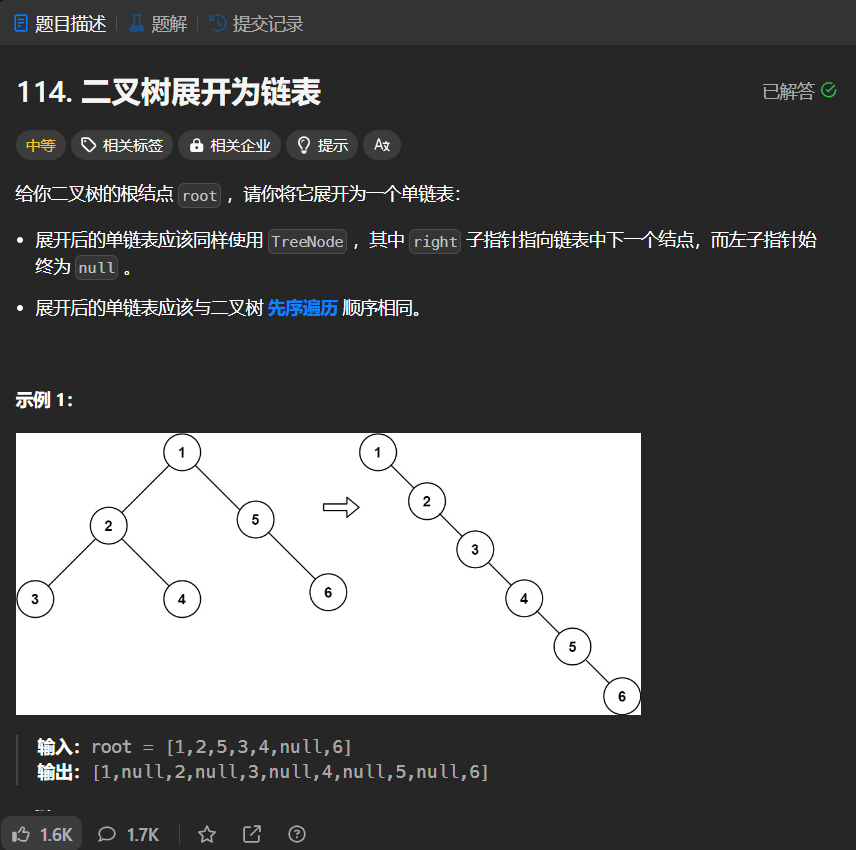 题目描述 题解 提交记录
114. 二叉树展开为链表 已解答
中等 相关标签 相关企业 提示 Aあ
给你二叉树的根结点 root ，请你将它展开为一个单链表：
• 展开后的单链表应该同样使用 TreeNode ，其中 right 子指针指向链表中下一个结点，而左子指针始
终为 null 。
• 展开后的单链表应该与二叉树 先序遍历 顺序相同。
示例 1：
1 1
2 5 2
3 4 6 3
4
5
6
输入：root = [1,2,5,3,4,null,6]
输出：[1,null,2,null,3,null,4,null,5,null,6]
1.6K 1.7K